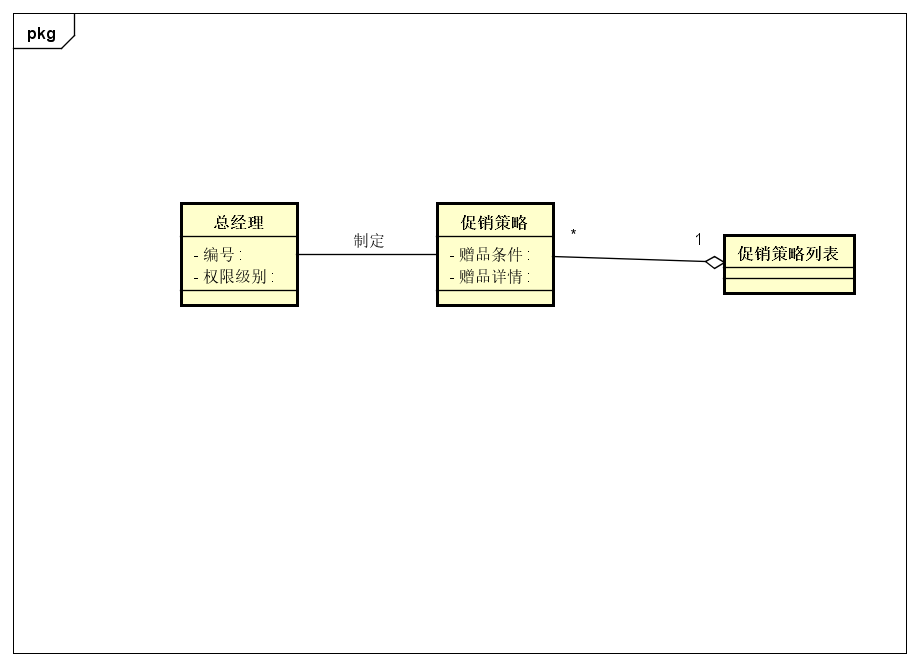 pkg
总经理
- 编号 :
- 权限级别 :
制定
促销策略
- 赠品条件 :
- 赠品详情 :
*
1
促销策略列表